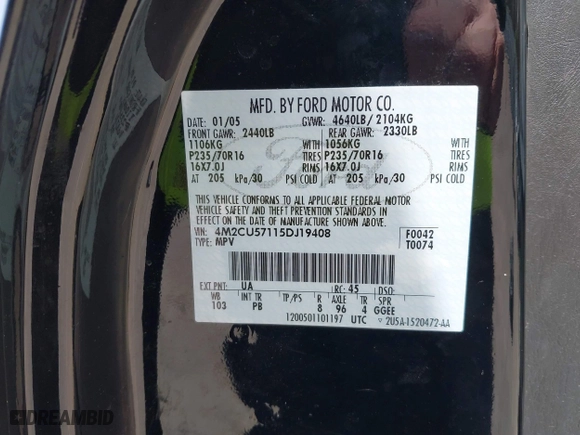 MFD. BY FORD MOTOR CO.
DATE: 01/05 GVWR: 4640LB/ 2104KG
FRONT GAWR: 2440LB REAR GAWR: 2330LB
1106KG WITH 1056KG WITH
P235/70R16 TIRES P235/70R16 TIRES
16X7.0J RIMS 16X7.0J RIMS
AT 205 kPa/30 PSI COLD AT 205 kPa/30 PSI COLD
Ford
THIS VEHICLE CONFORMS TO ALL APPLICABLE FEDERAL MOTOR
VEHICLE SAFETY AND THEFT PREVENTION STANDARDS IN
EFFECT ON THE DATE OF MANUFACTURE SHOWN ABOVE.
VIN: 4M2CU57115DJ19408 F0042
TYPE: MPV T0074
EXT PNT: UA RC: 45 DSO:
WB INT TR TP/PS R AXLE TR SPR
103 PB 8 96 4 GGEE
1200501101197 UTC 2U5A-1520472-AA
DREAMBID